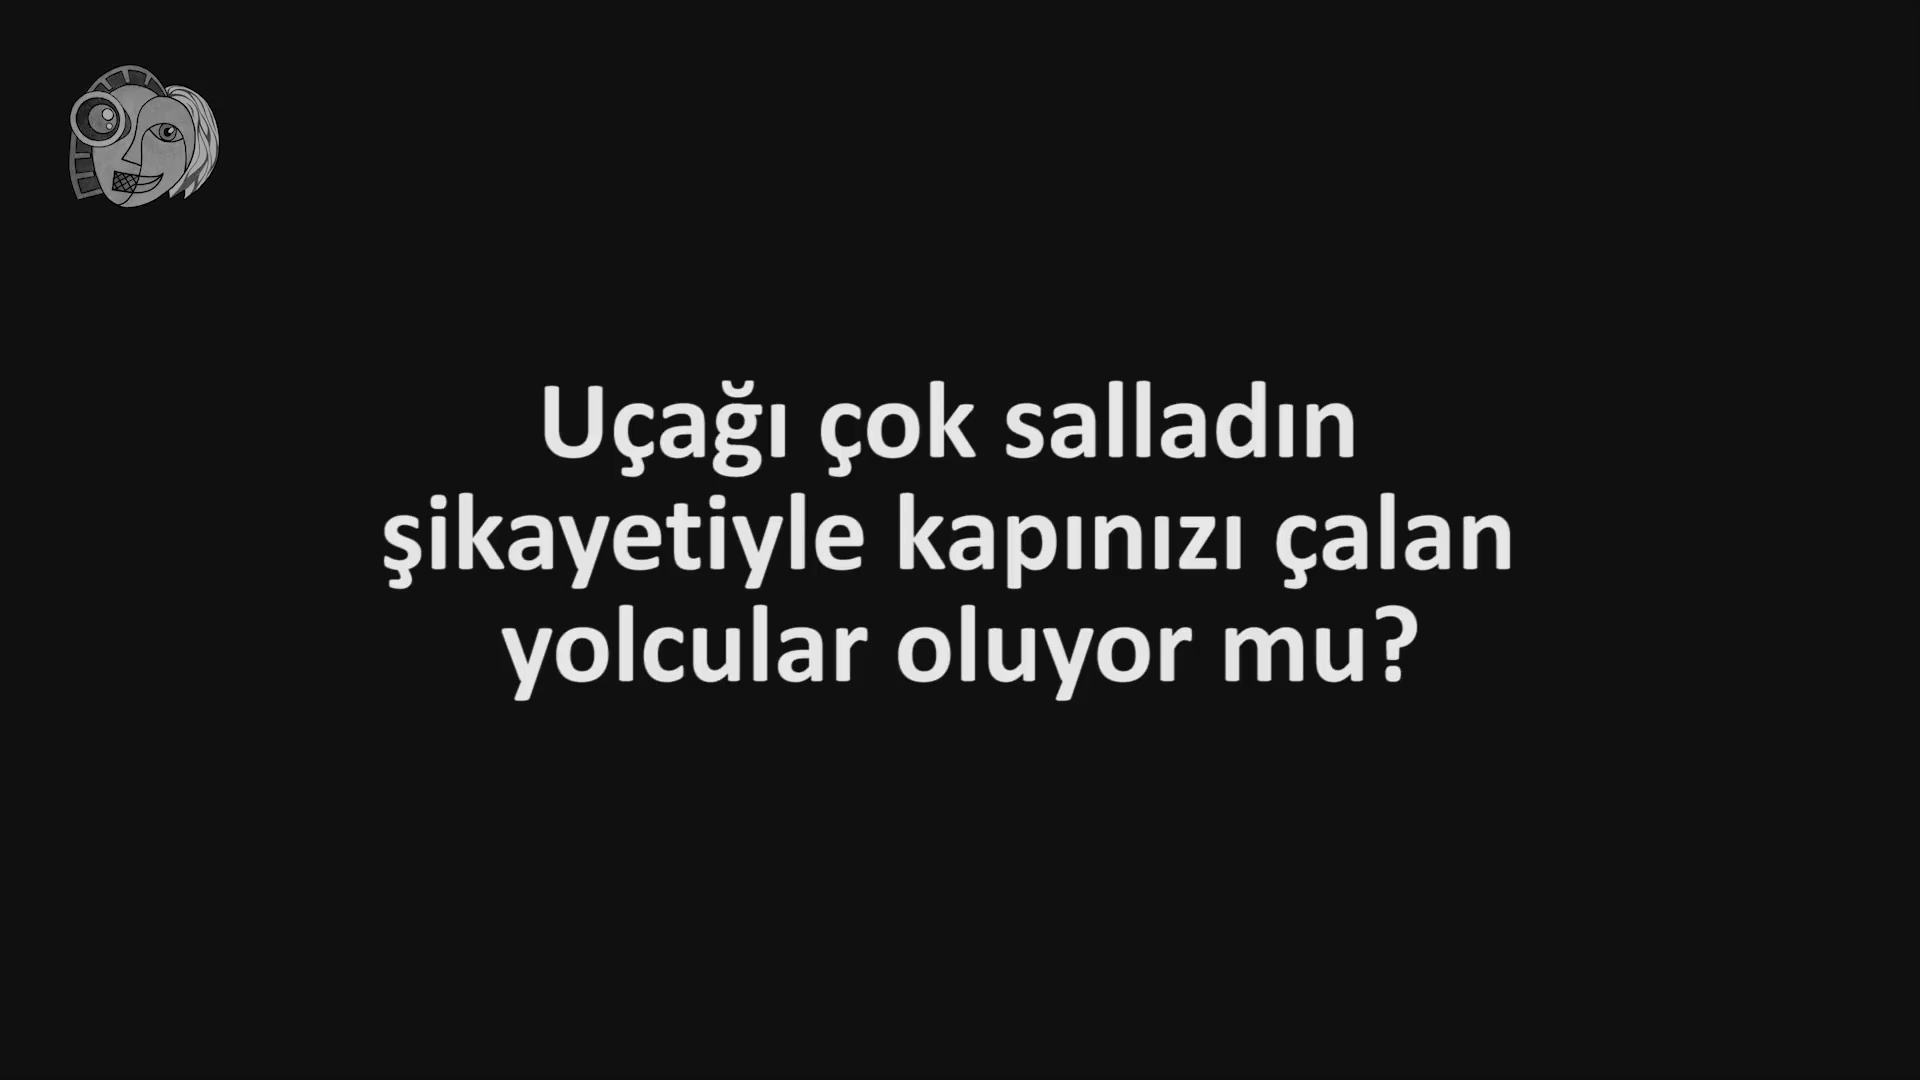 Uçağı çok salladın
şikayetiyle kapınızı çalan
yolcular oluyor mu?